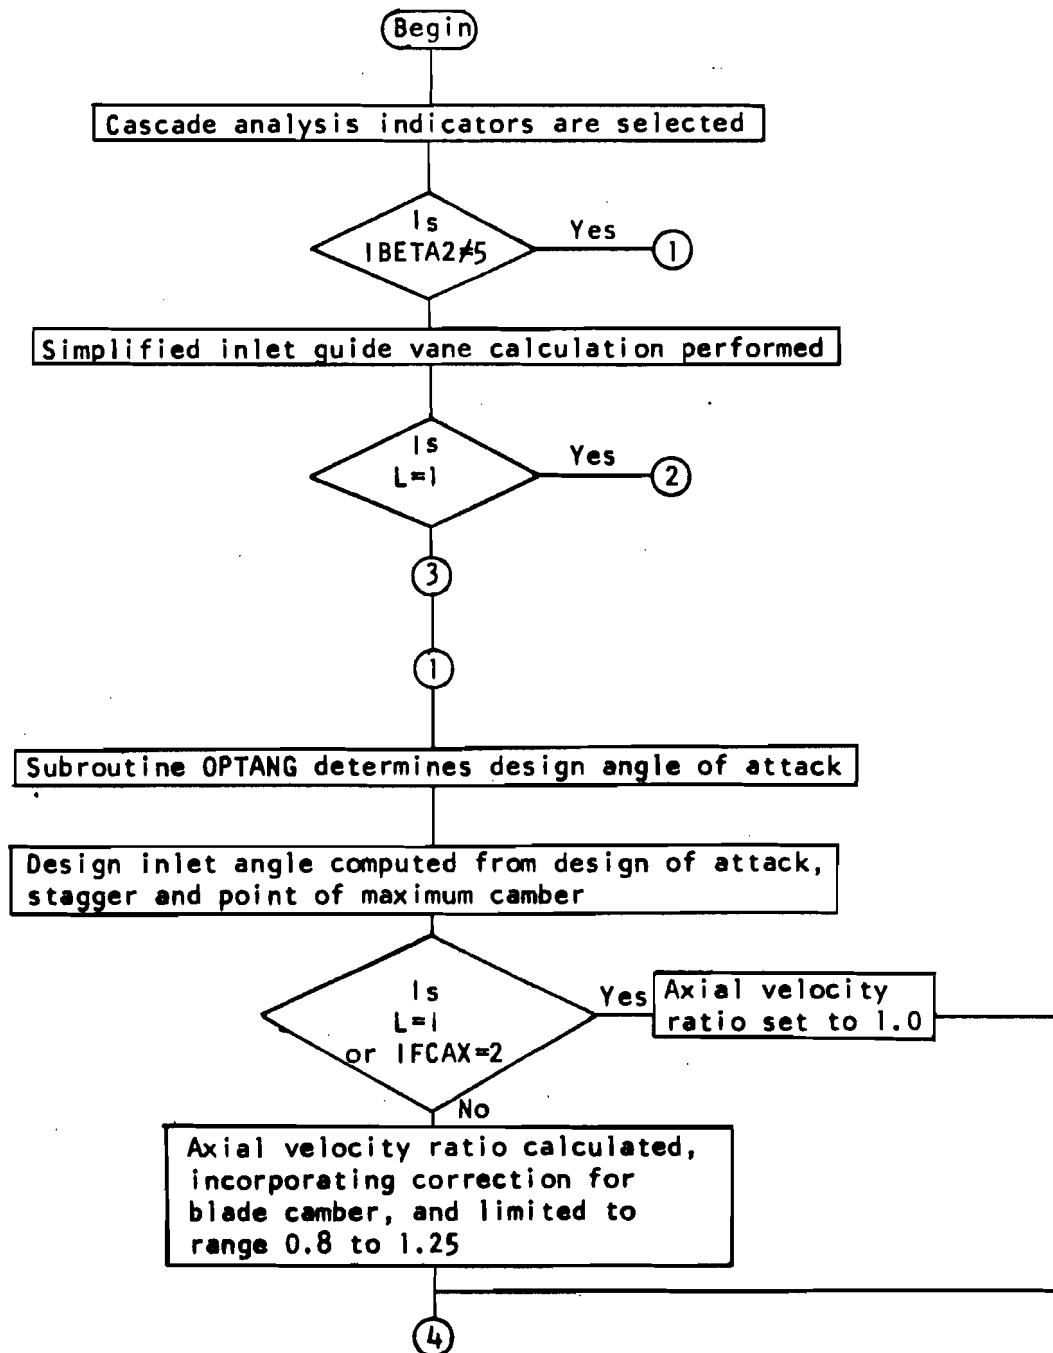 Begin
Cascade analysis indicators are selected
Is
IBETA2≠5
Yes
1
Simplified inlet guide vane calculation performed
Is
L=1
Yes
2
3
1
Subroutine OPTANG determines design angle of attack
Design inlet angle computed from design of attack,
stagger and point of maximum camber
Is
L=1
or IFCAX=2
Yes
Axial velocity
ratio set to 1.0
No
Axial velocity ratio calculated,
incorporating correction for
blade camber, and limited to
range 0.8 to 1.25
4